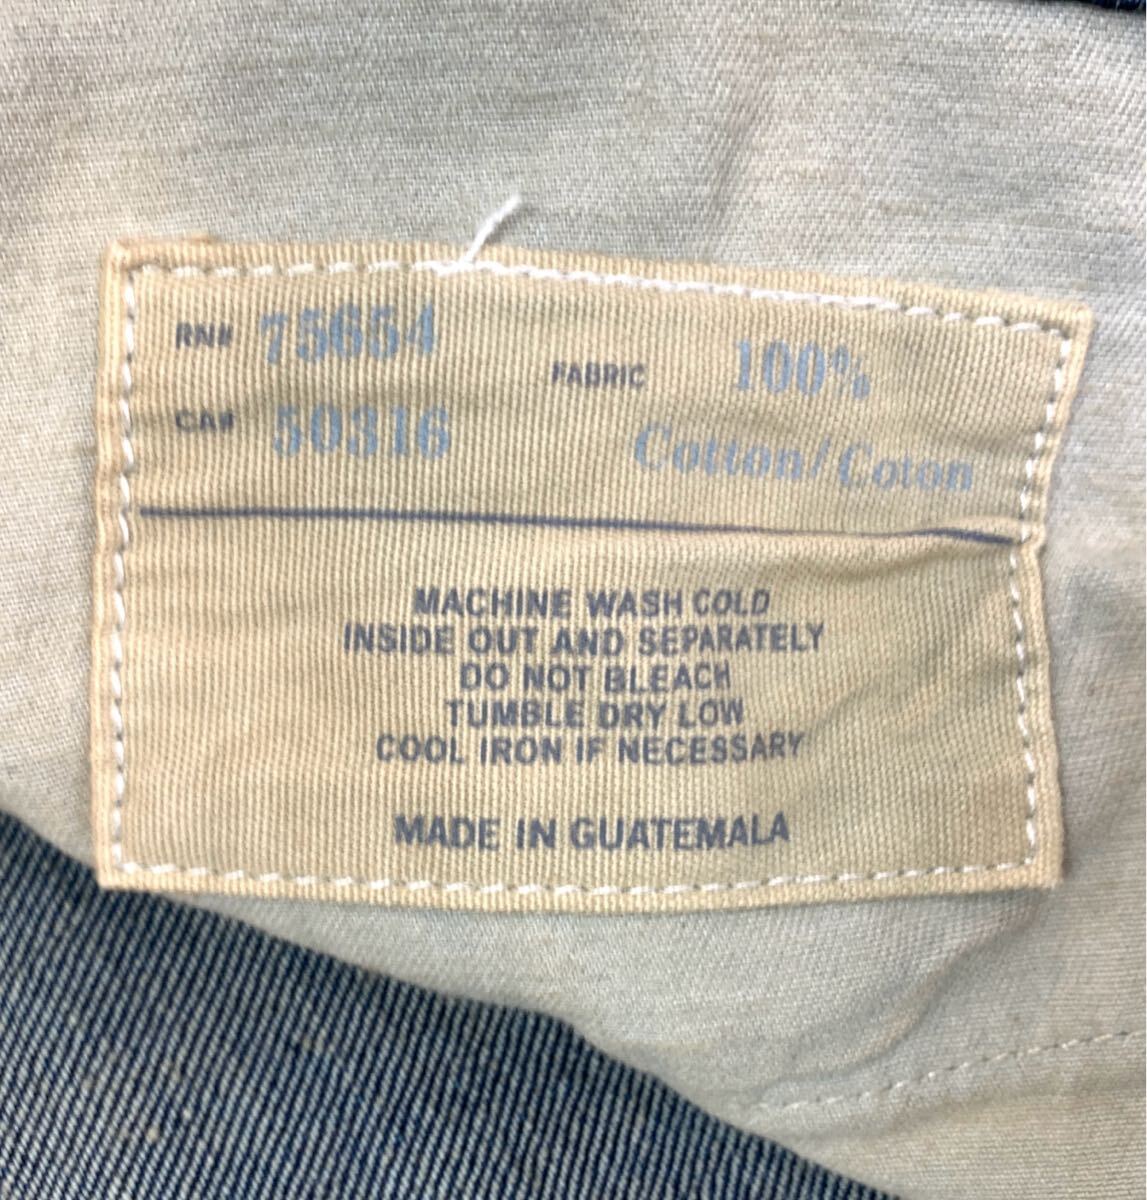 RN# 75654
CA# 50316
FABRIC 100%
Cotton/Coton
MACHINE WASH COLD
INSIDE OUT AND SEPARATELY
DO NOT BLEACH
TUMBLE DRY LOW
COOL IRON IF NECESSARY
MADE IN GUATEMALA